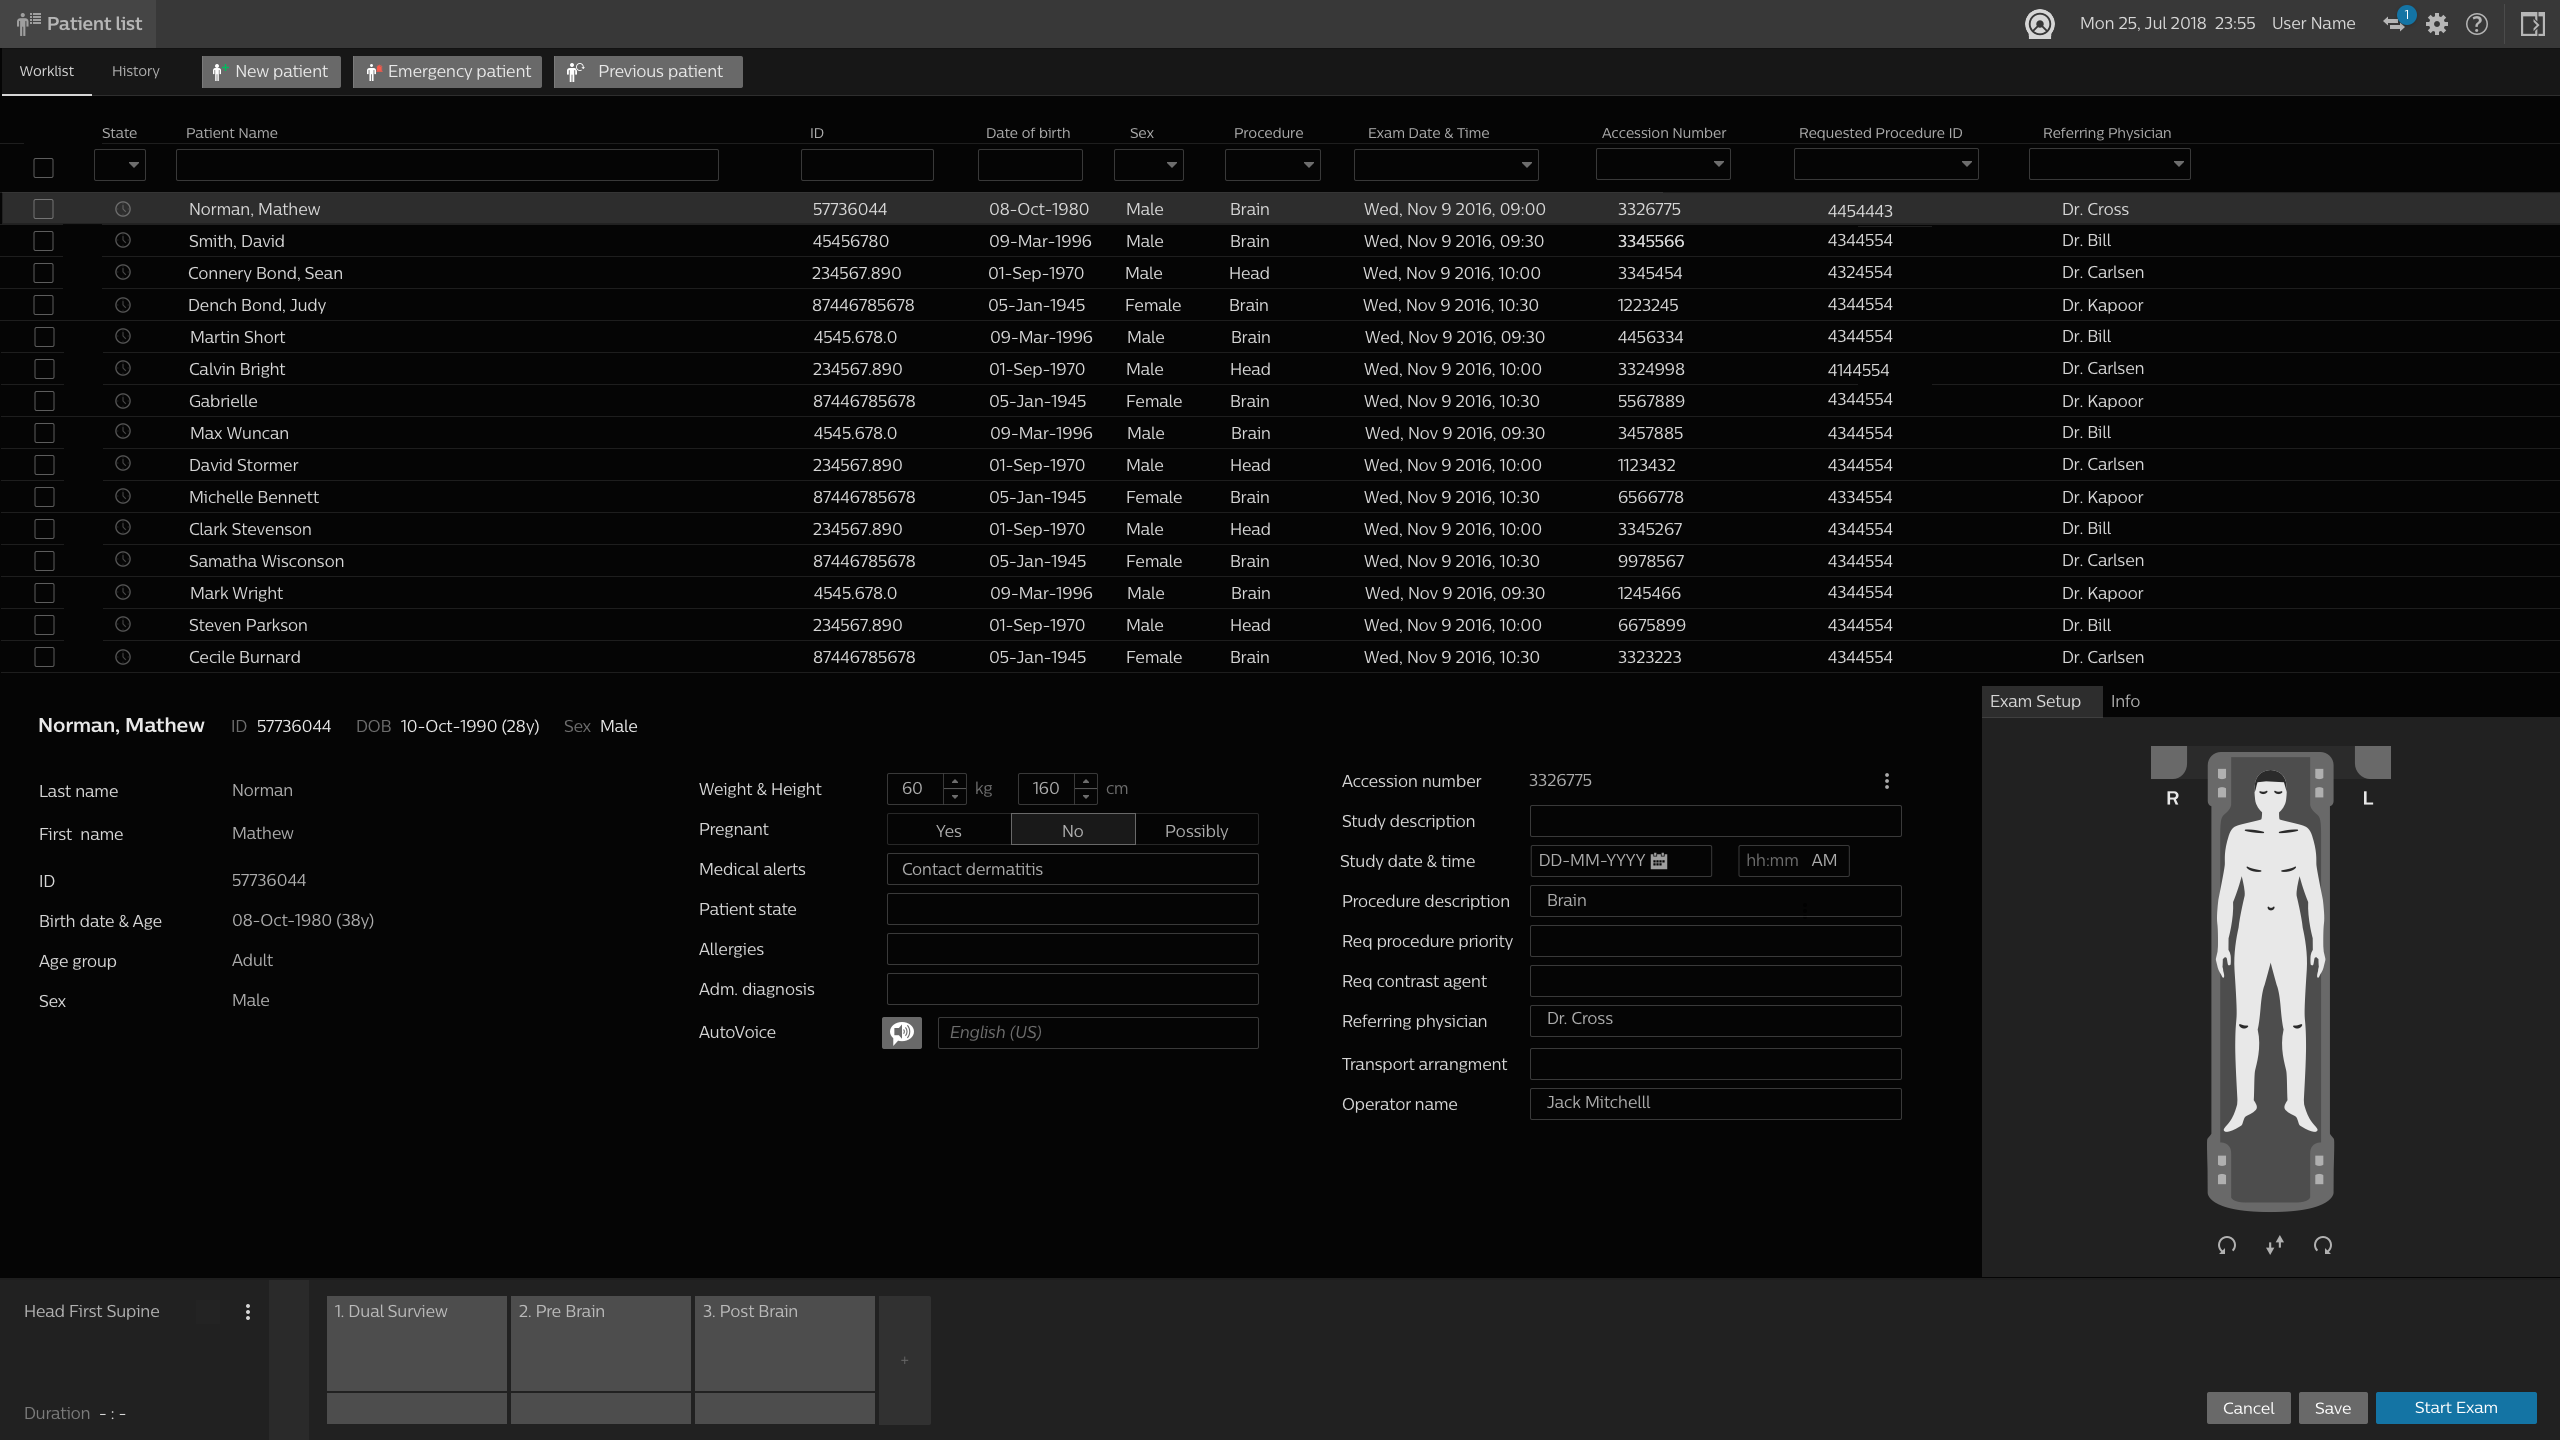 Patient list
Mon 25, Jul 2018 23:55 User Name 1
Worklist History New patient Emergency patient Previous patient
State Patient Name ID Date of birth Sex Procedure Exam Date & Time Accession Number Requested Procedure ID Referring Physician
Norman, Mathew 57736044 08-Oct-1980 Male Brain Wed, Nov 9 2016, 09:00 3326775 4454443 Dr. Cross
Smith, David 45456780 09-Mar-1996 Male Brain Wed, Nov 9 2016, 09:30 3345566 4344554 Dr. Bill
Connery Bond, Sean 234567.890 01-Sep-1970 Male Head Wed, Nov 9 2016, 10:00 3345454 4324554 Dr. Carlsen
Dench Bond, Judy 87446785678 05-Jan-1945 Female Brain Wed, Nov 9 2016, 10:30 1223245 4344554 Dr. Kapoor
Martin Short 4545.678.0 09-Mar-1996 Male Brain Wed, Nov 9 2016, 09:30 4456334 4344554 Dr. Bill
Calvin Bright 234567.890 01-Sep-1970 Male Head Wed, Nov 9 2016, 10:00 3324998 4144554 Dr. Carlsen
Gabrielle 87446785678 05-Jan-1945 Female Brain Wed, Nov 9 2016, 10:30 5567889 4344554 Dr. Kapoor
Max Wuncan 4545.678.0 09-Mar-1996 Male Brain Wed, Nov 9 2016, 09:30 3457885 4344554 Dr. Bill
David Stormer 234567.890 01-Sep-1970 Male Head Wed, Nov 9 2016, 10:00 1123432 4344554 Dr. Carlsen
Michelle Bennett 87446785678 05-Jan-1945 Female Brain Wed, Nov 9 2016, 10:30 6566778 4334554 Dr. Kapoor
Clark Stevenson 234567.890 01-Sep-1970 Male Head Wed, Nov 9 2016, 10:00 3345267 4344554 Dr. Bill
Samatha Wisconson 87446785678 05-Jan-1945 Female Brain Wed, Nov 9 2016, 10:30 9978567 4344554 Dr. Carlsen
Mark Wright 4545.678.0 09-Mar-1996 Male Brain Wed, Nov 9 2016, 09:30 1245466 4344554 Dr. Kapoor
Steven Parkson 234567.890 01-Sep-1970 Male Head Wed, Nov 9 2016, 10:00 6675899 4344554 Dr. Bill
Cecile Burnard 87446785678 05-Jan-1945 Female Brain Wed, Nov 9 2016, 10:30 3323223 4344554 Dr. Carlsen
Norman, Mathew ID 57736044 DOB 10-Oct-1990 (28y) Sex Male
Last name Norman
First name Mathew
ID 57736044
Birth date & Age 08-Oct-1980 (38y)
Age group Adult
Sex Male
Weight & Height 60 kg 160 cm
Pregnant Yes No Possibly
Medical alerts Contact dermatitis
Patient state
Allergies
Adm. diagnosis
AutoVoice English (US)
Accession number 3326775
Study description
Study date & time DD-MM-YYYY hh:mm AM
Procedure description Brain
Req procedure priority
Req contrast agent
Referring physician Dr. Cross
Transport arrangment
Operator name Jack Mitchelll
Exam Setup Info
R L
Head First Supine
Duration - : -
1. Dual Surview 2. Pre Brain 3. Post Brain +
Cancel Save Start Exam